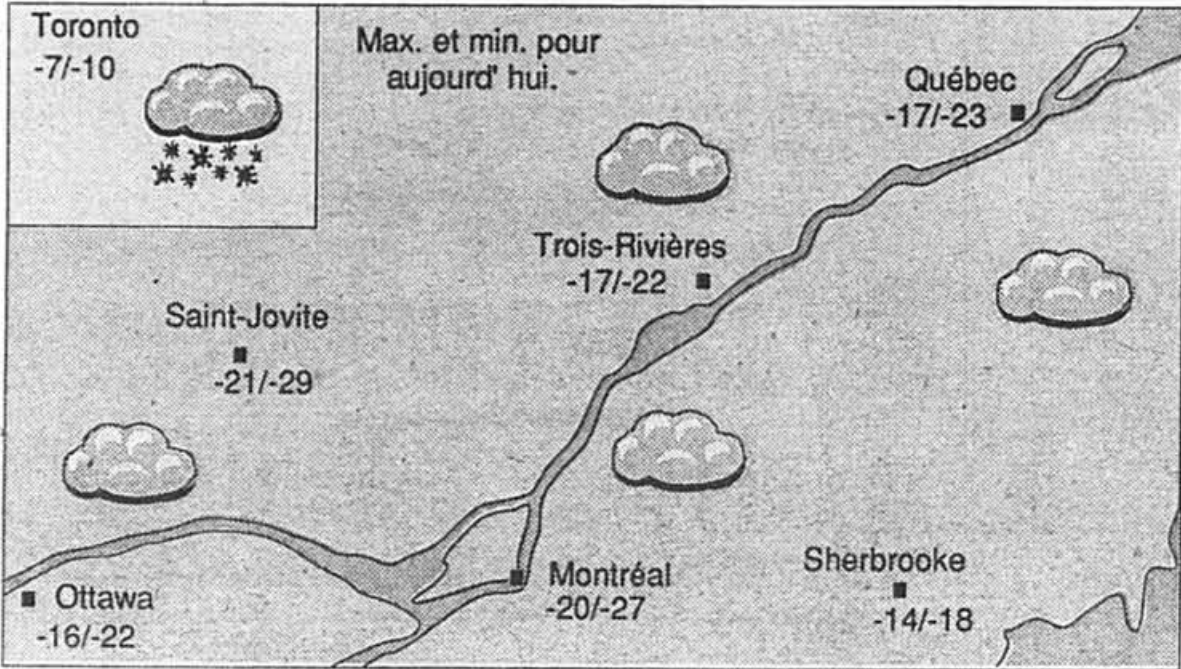 Toronto
-7/-10
Max. et min. pour
aujourd' hui.
Québec
-17/-23
Trois-Rivières
-17/-22
Saint-Jovite
-21/-29
Ottawa
-16/-22
Montréal
-20/-27
Sherbrooke
-14/-18